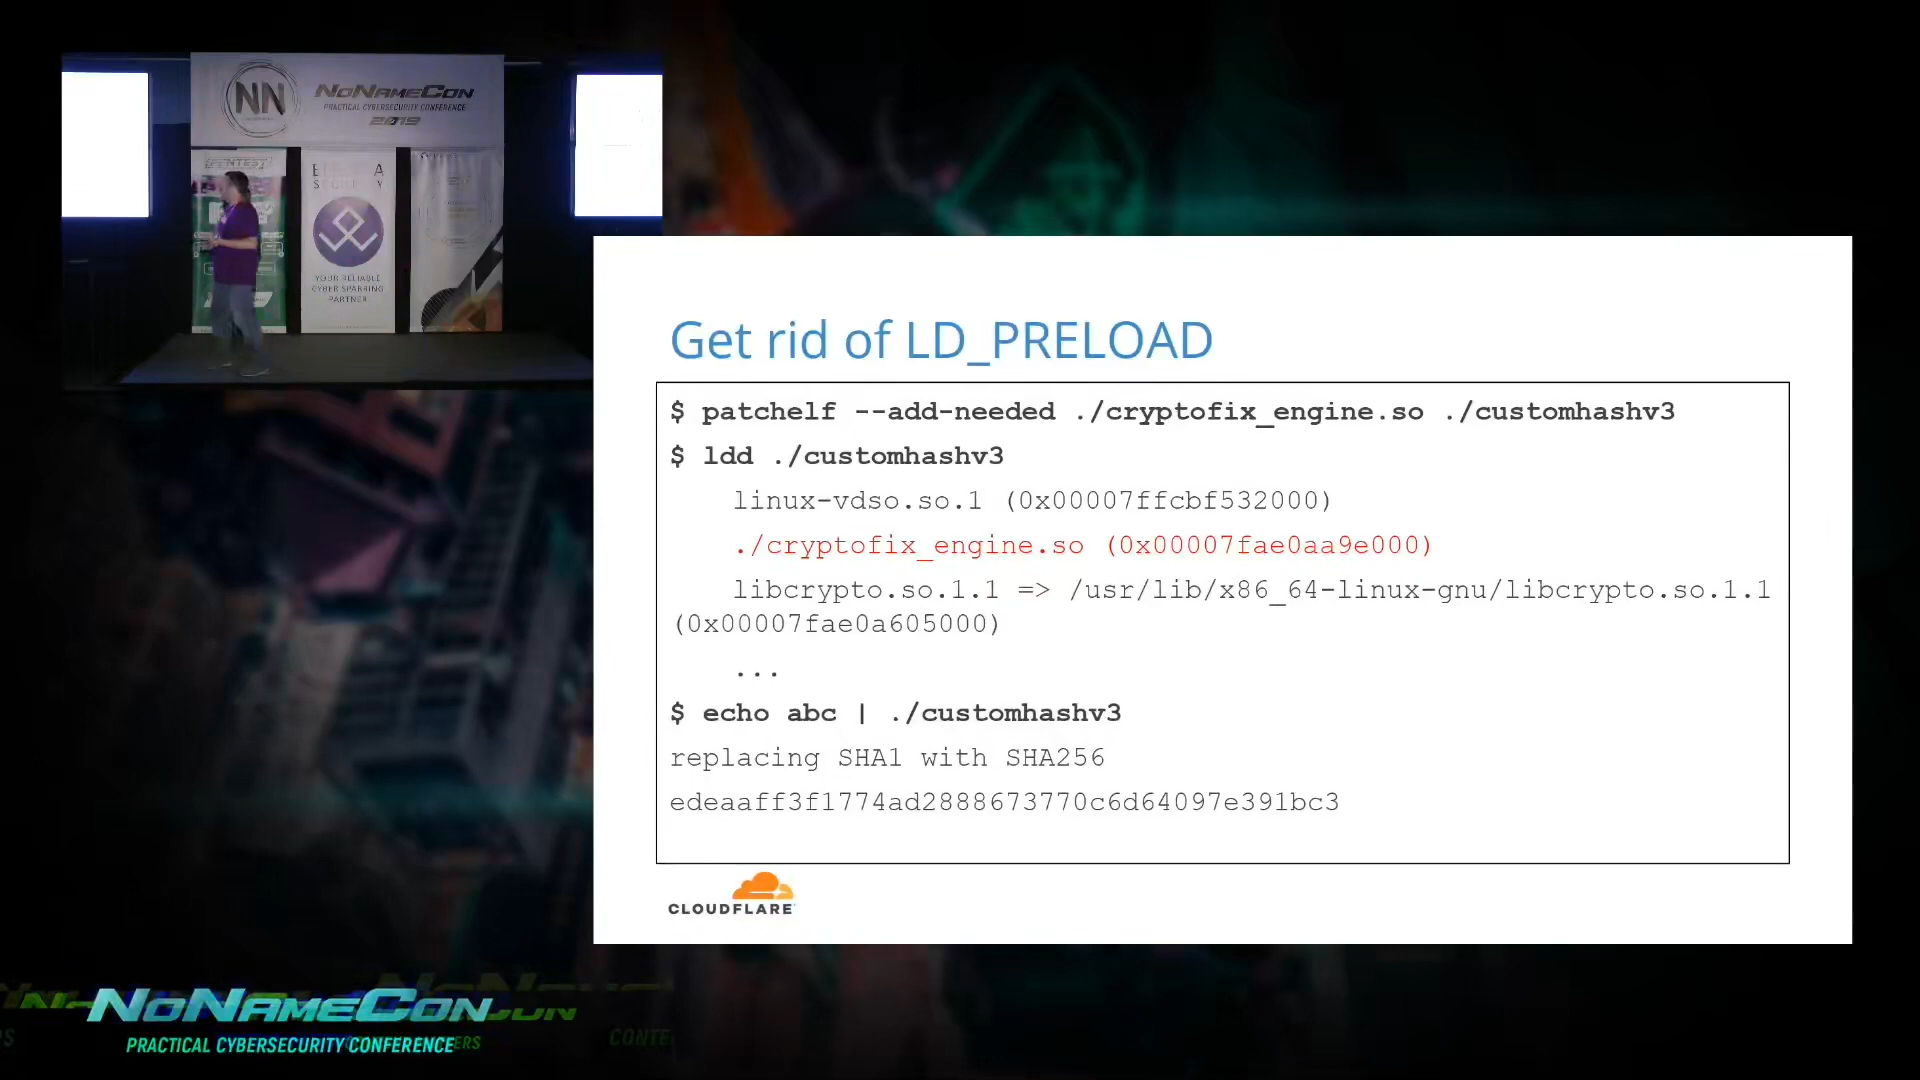 NN
NoNameCon
PRACTICAL CYBERSECURITY CONFERENCE
2019
PENTEST
SECURITY
YOUR RELIABLE
CYBER SPARRING
PARTNER
Get rid of LD_PRELOAD
$ patchelf --add-needed ./cryptofix_engine.so ./customhashv3
$ ldd ./customhashv3
linux-vdso.so.1 (0x00007ffcbf532000)
./cryptofix_engine.so (0x00007fae0aa9e000)
libcrypto.so.1.1 => /usr/lib/x86_64-linux-gnu/libcrypto.so.1.1
(0x00007fae0a605000)
...
$ echo abc | ./customhashv3
replacing SHA1 with SHA256
edeaaff3f1774ad2888673770c6d64097e391bc3
CLOUDFLARE
NoNameCon
PRACTICAL CYBERSECURITY CONFERENCE